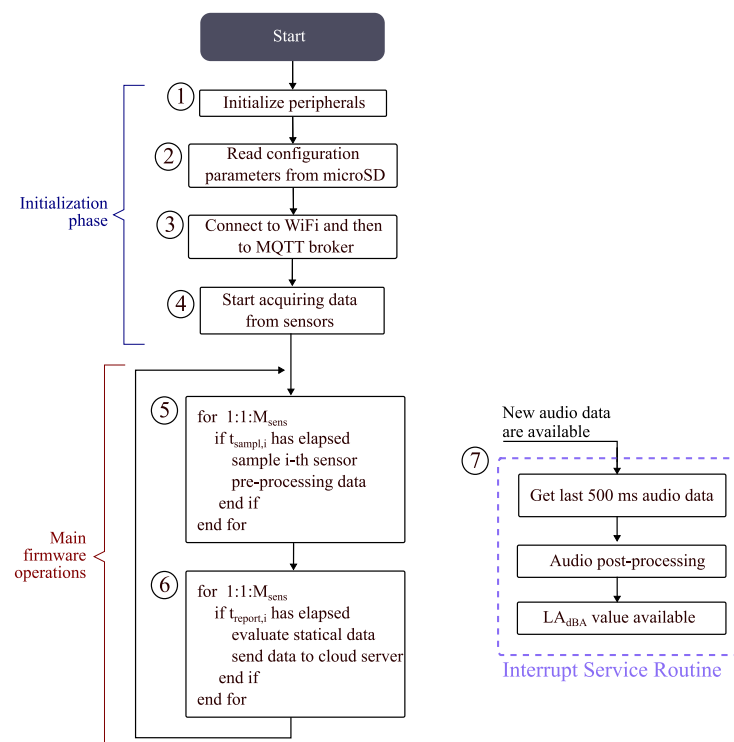 Start
1
Initialize peripherals
2
Read configuration
parameters from microSD
3
Connect to WiFi and then
to MQTT broker
4
Start acquiring data
from sensors
Initialization
phase
5
for 1:1:Msens
if tsampl,i has elapsed
sample i-th sensor
pre-processing data
end if
end for
6
for 1:1:Msens
if treport,i has elapsed
evaluate statical data
send data to cloud server
end if
end for
Main
firmware
operations
New audio data
are available
7
Get last 500 ms audio data
Audio post-processing
LAdBA value available
Interrupt Service Routine